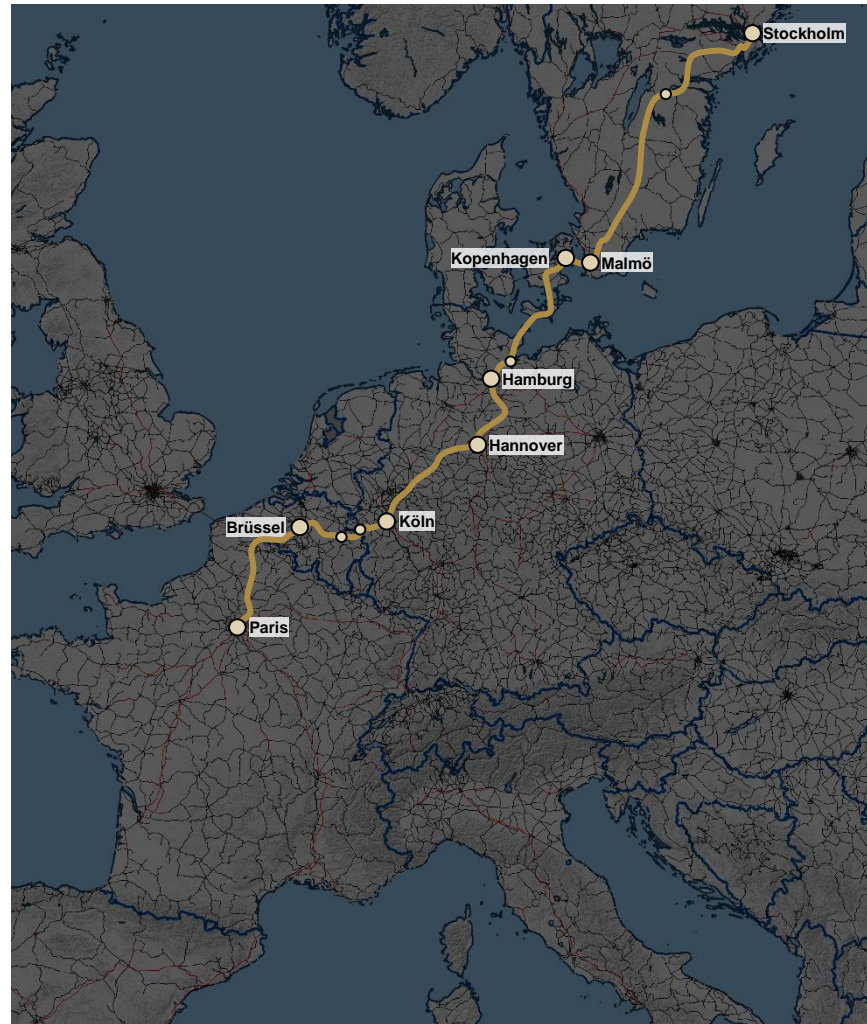 Stockholm
Kopenhagen
Malmö
Hamburg
Hannover
Köln
Brüssel
Paris